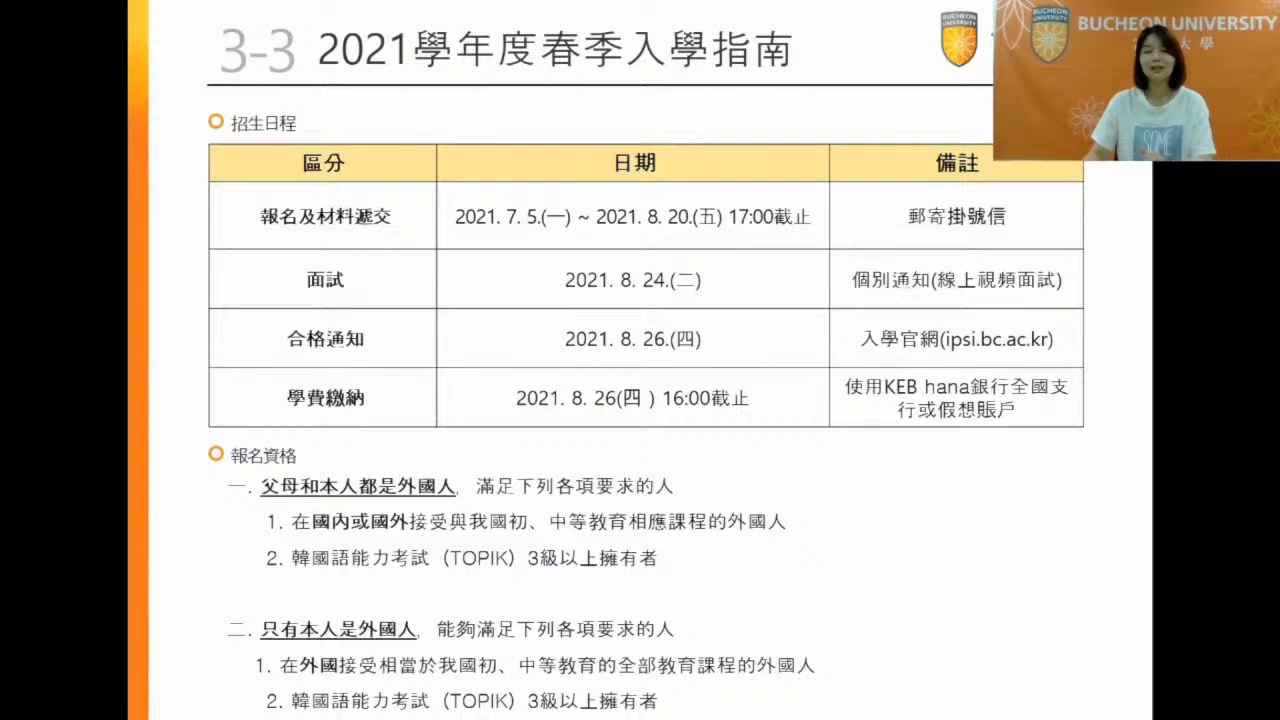 3-3 2021學年度春季入學指南
BUCHEON UNIVERSITY
BUCHEON UNIVERSITY
BUCHEON UNIVERSITY
大學
SOME
招生日程
區分 日期 備註
報名及材料遞交 2021. 7. 5.(一) ~ 2021. 8. 20.(五) 17:00截止 郵寄掛號信
面試 2021. 8. 24.(二) 個別通知(線上視頻面試)
合格通知 2021. 8. 26.(四) 入學官網(ipsi.bc.ac.kr)
學費繳納 2021. 8. 26(四 ) 16:00截止 使用KEB hana銀行全國支
行或假想賬戶
報名資格
一. 父母和本人都是外國人, 滿足下列各項要求的人
1. 在國內或國外接受與我國初、中等教育相應課程的外國人
2. 韓國語能力考試（TOPIK）3級以上擁有者
二. 只有本人是外國人, 能夠滿足下列各項要求的人
1. 在外國接受相當於我國初、中等教育的全部教育課程的外國人
2. 韓國語能力考試（TOPIK）3級以上擁有者